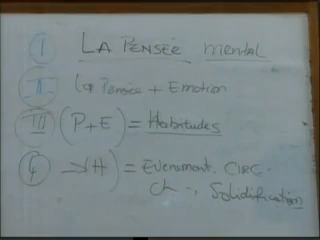 I LA PENSÉE mental
II La Pensée + Emotion
III (P+E) = Habitudes
4 → H) = Evenement. CIRC.
Ch Solidification